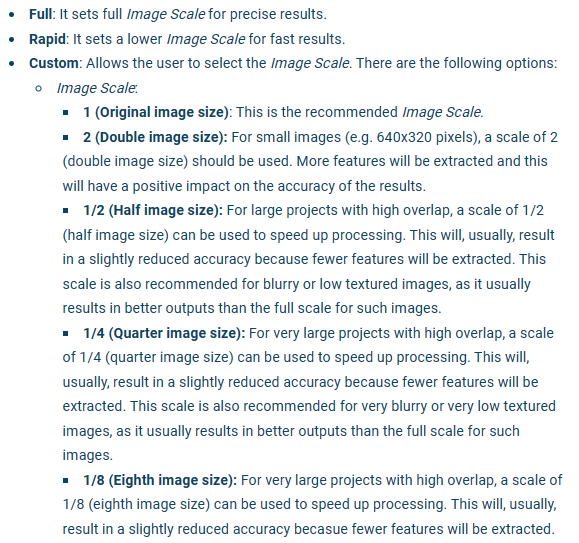 • Full: It sets full Image Scale for precise results.
• Rapid: It sets a lower Image Scale for fast results.
• Custom: Allows the user to select the Image Scale. There are the following options:
○ Image Scale:
▪ 1 (Original image size): This is the recommended Image Scale.
▪ 2 (Double image size): For small images (e.g. 640x320 pixels), a scale of 2
(double image size) should be used. More features will be extracted and this
will have a positive impact on the accuracy of the results.
▪ 1/2 (Half image size): For large projects with high overlap, a scale of 1/2
(half image size) can be used to speed up processing. This will, usually, result
in a slightly reduced accuracy because fewer features will be extracted. This
scale is also recommended for blurry or low textured images, as it usually
results in better outputs than the full scale for such images.
▪ 1/4 (Quarter image size): For very large projects with high overlap, a scale
of 1/4 (quarter image size) can be used to speed up processing. This will,
usually, result in a slightly reduced accuracy because fewer features will be
extracted. This scale is also recommended for very blurry or very low textured
images, as it usually results in better outputs than the full scale for such
images.
▪ 1/8 (Eighth image size): For very large projects with high overlap, a scale of
1/8 (eighth image size) can be used to speed up processing. This will, usually,
result in a slightly reduced accuracy becasue fewer features will be extracted.